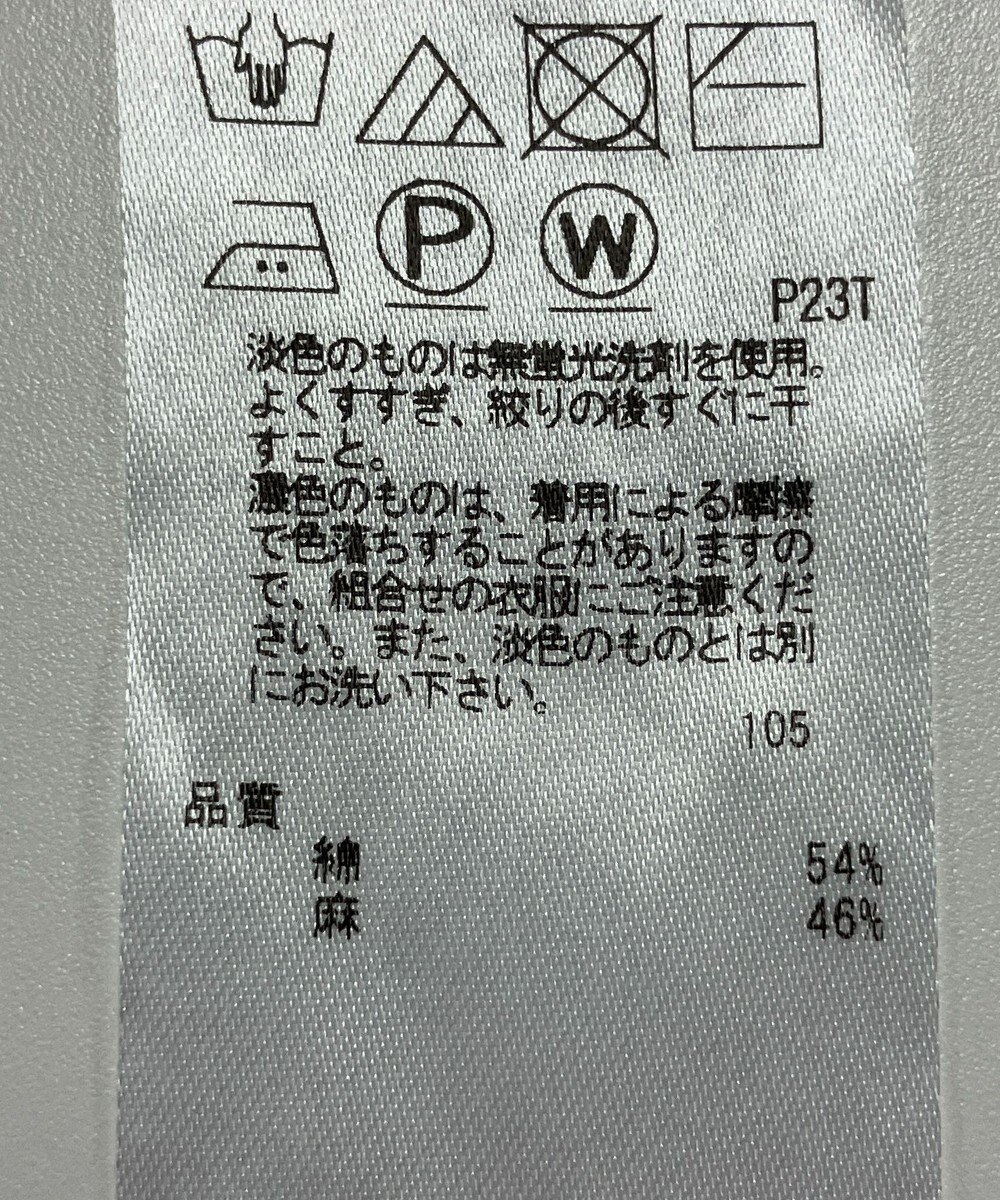 P
W
P23T
淡色のものは無蛍光洗剤を使用。
よくすすぎ、絞りの後すぐに干
すこと。
濃色のものは、着用による摩擦
で色落ちすることがありますの
で、組合せの衣服にご注意くだ
さい。また、淡色のものとは別
にお洗い下さい。
105
品質
綿 54%
麻 46%